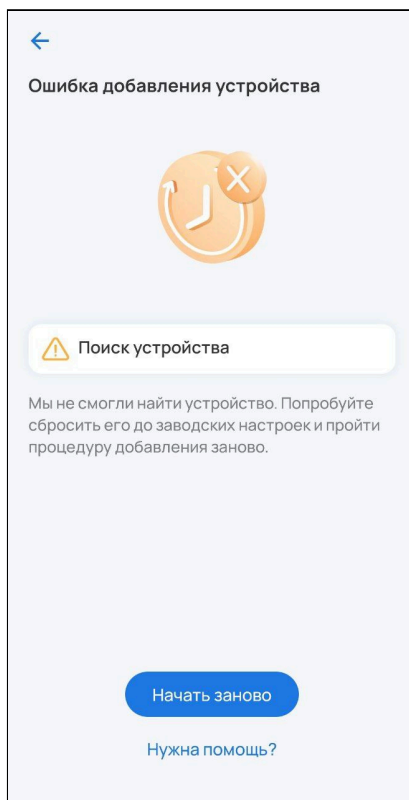 Ошибка добавления устройства
Поиск устройства
Мы не смогли найти устройство. Попробуйте
сбросить его до заводских настроек и пройти
процедуру добавления заново.
Начать заново
Нужна помощь?